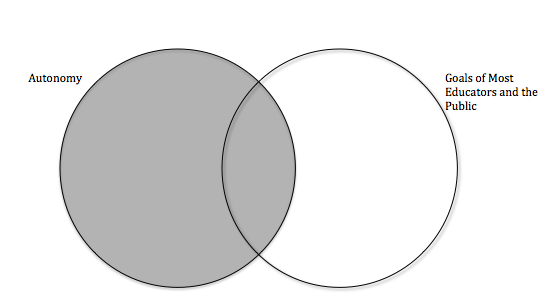 Autonomy
Goals of Most
Educators and the
Public